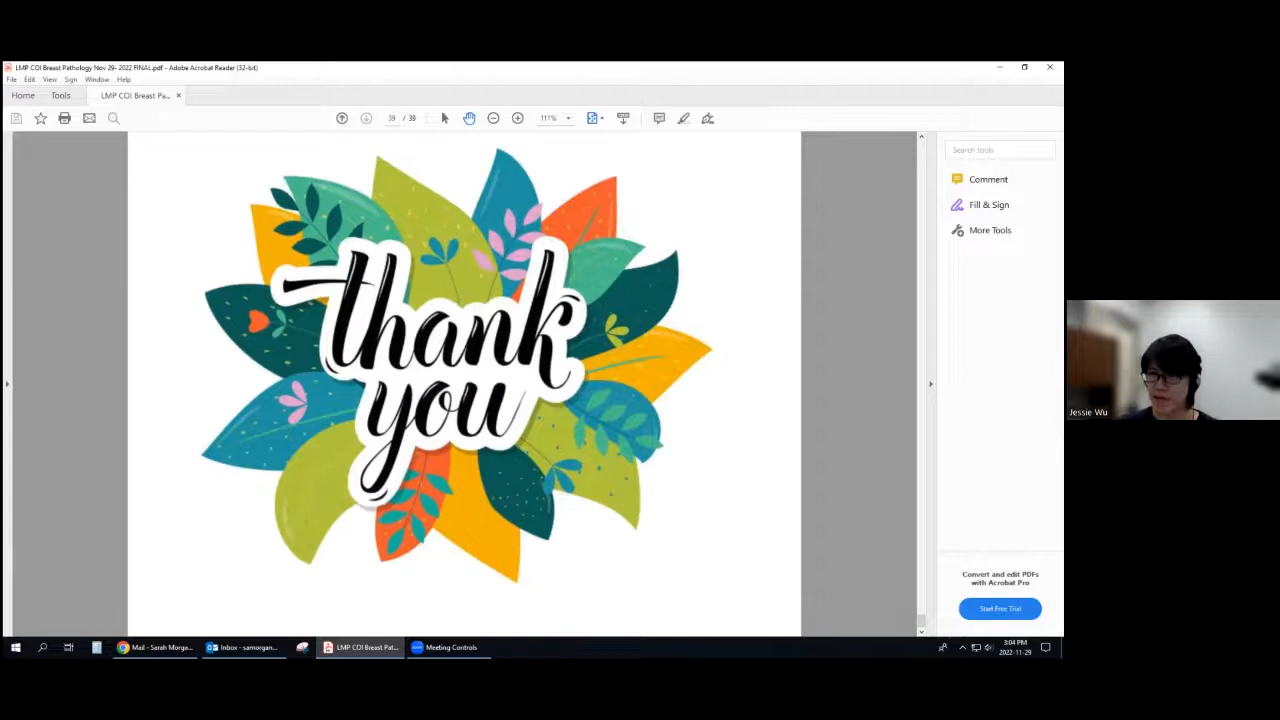 LMP COI Breast Pathology Nov 29- 2022 FINAL.pdf - Adobe Acrobat Reader (32-bit)
File Edit View Sign Window Help
Home Tools LMP COI Breast Pa... ×
39 / 39 111%
Search tools
Comment
Fill & Sign
More Tools
thank
you
Jessie Wu
Convert and edit PDFs
with Acrobat Pro
Start Free Trial
Mail - Sarah Morga... Inbox - samorgan... LMP COI Breast Pat... Meeting Controls
3:04 PM
2022-11-29